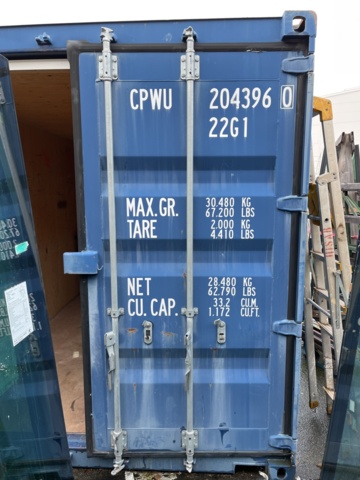 CPWU 204396 0
22G1
MAX.GR. 30.480 KG
67.200 LBS
TARE 2.000 KG
4.410 LBS
NET 28.480 KG
62.790 LBS
CU. CAP. 33.2 CU.M.
1.172 CU.FT.